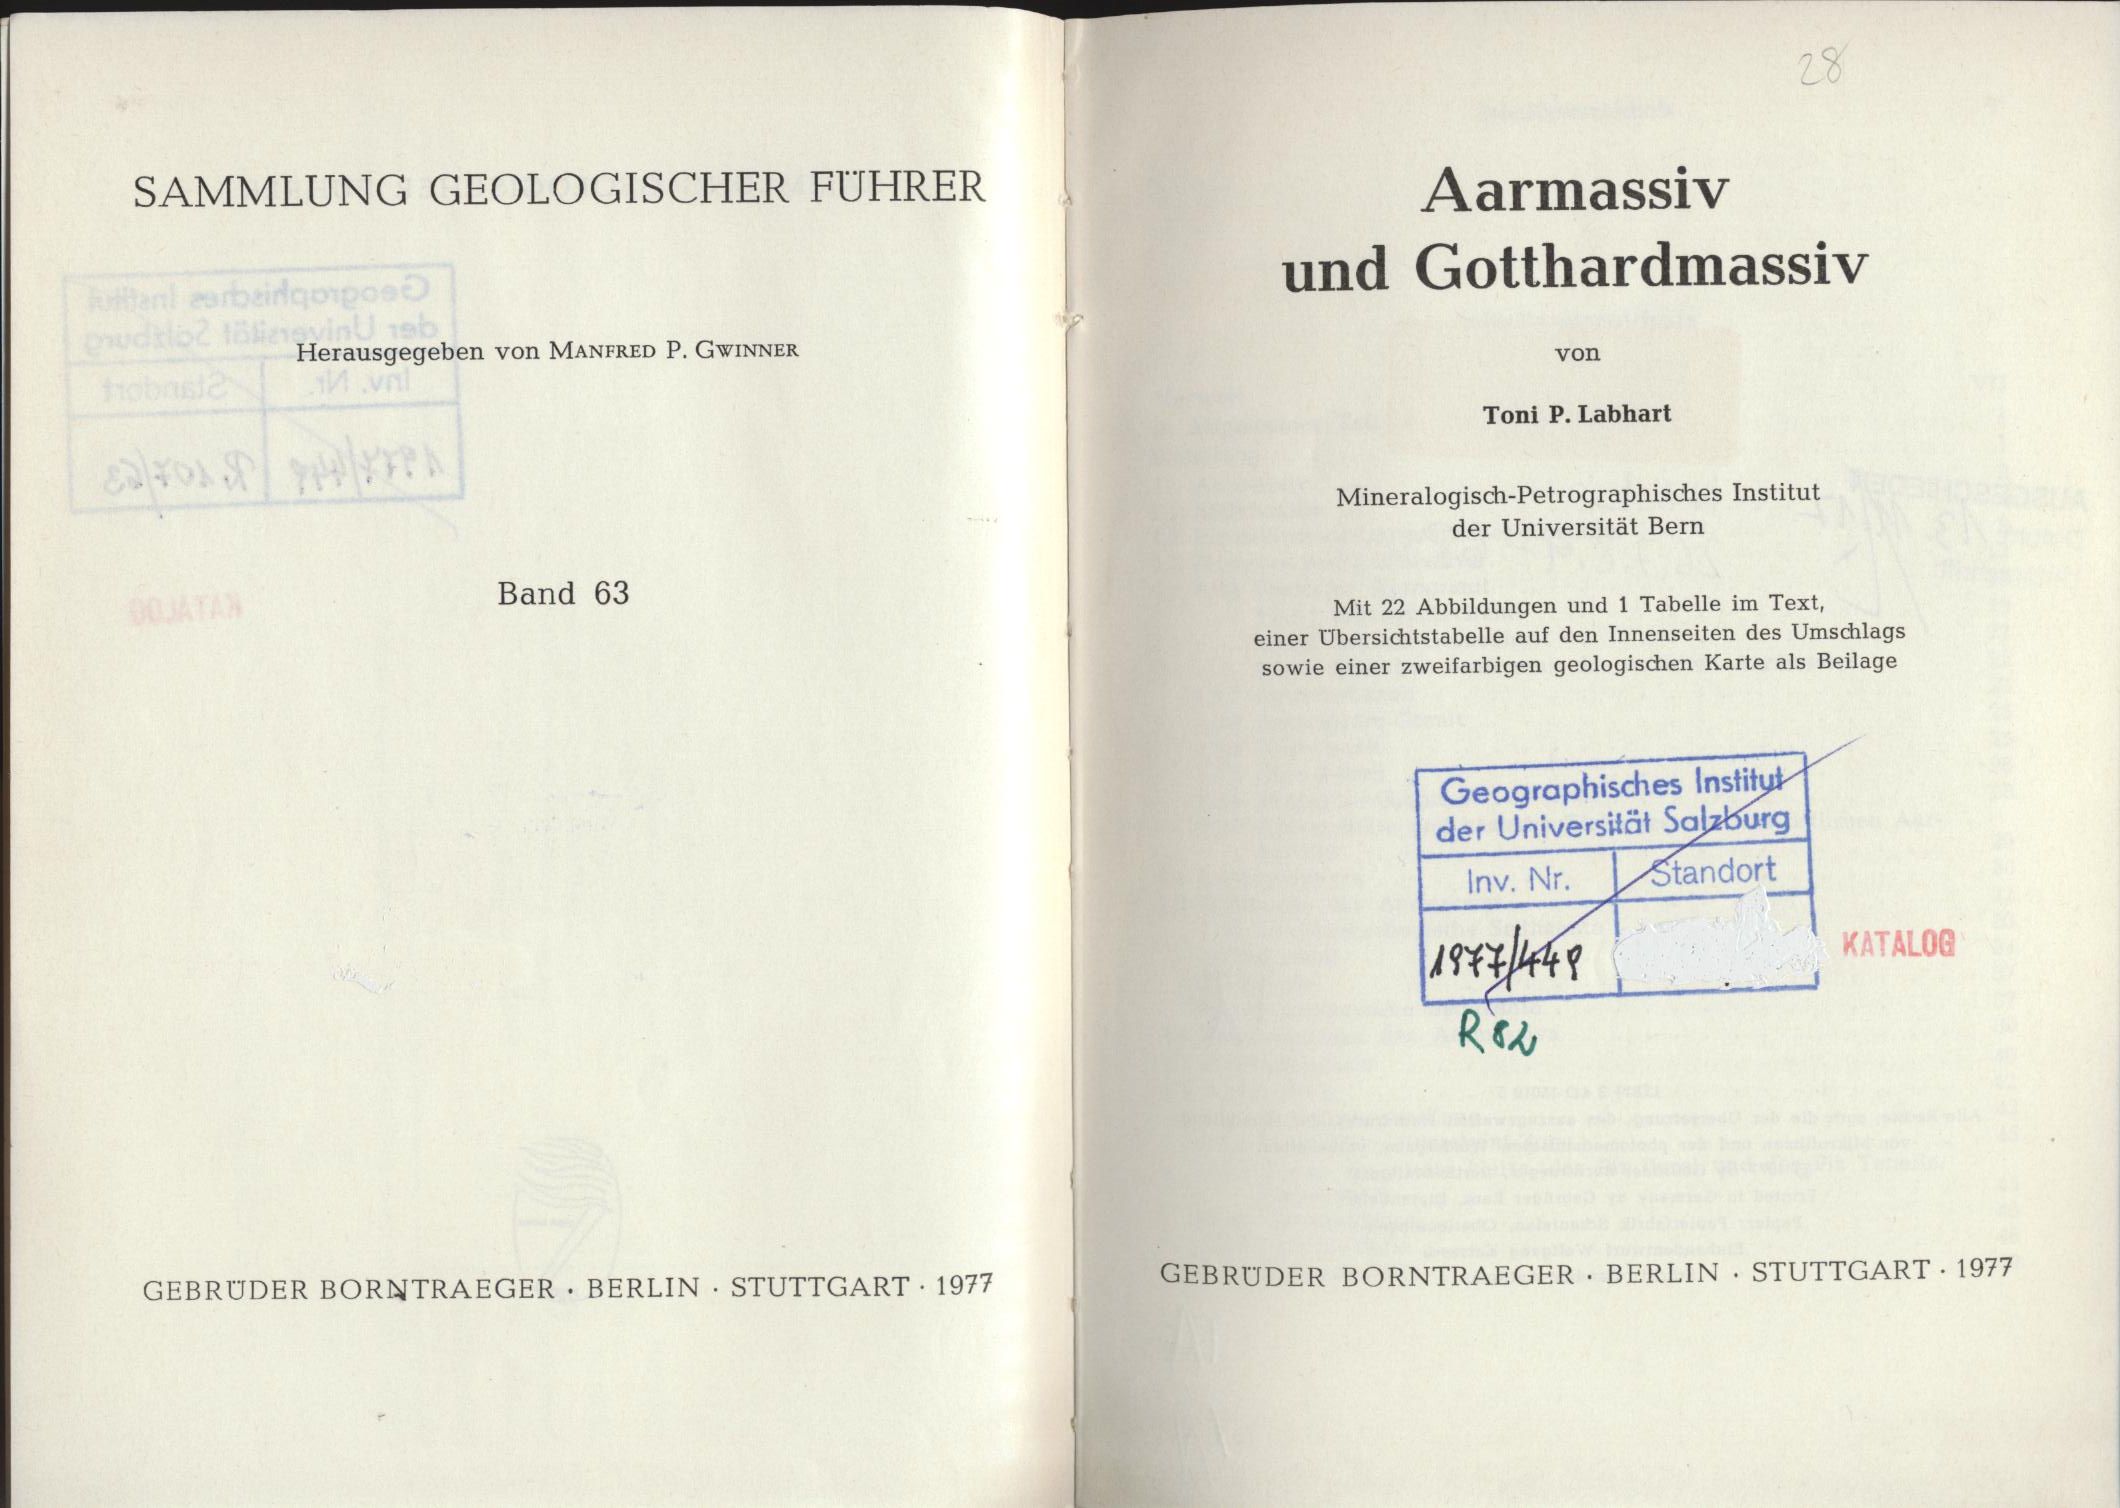 SAMMLUNG GEOLOGISCHER FÜHRER
Herausgegeben von MANFRED P. GWINNER
Band 63
GEBRÜDER BORNTRAEGER · BERLIN · STUTTGART · 1977
28
Aarmassiv
und Gotthardmassiv
von
Toni P. Labhart
Mineralogisch-Petrographisches Institut
der Universität Bern
Mit 22 Abbildungen und 1 Tabelle im Text,
einer Übersichtstabelle auf den Innenseiten des Umschlags
sowie einer zweifarbigen geologischen Karte als Beilage
Geographisches Institut
der Universität Salzburg
Inv. Nr. Standort
1977/449
KATALOG
R 82
GEBRÜDER BORNTRAEGER · BERLIN · STUTTGART · 1977